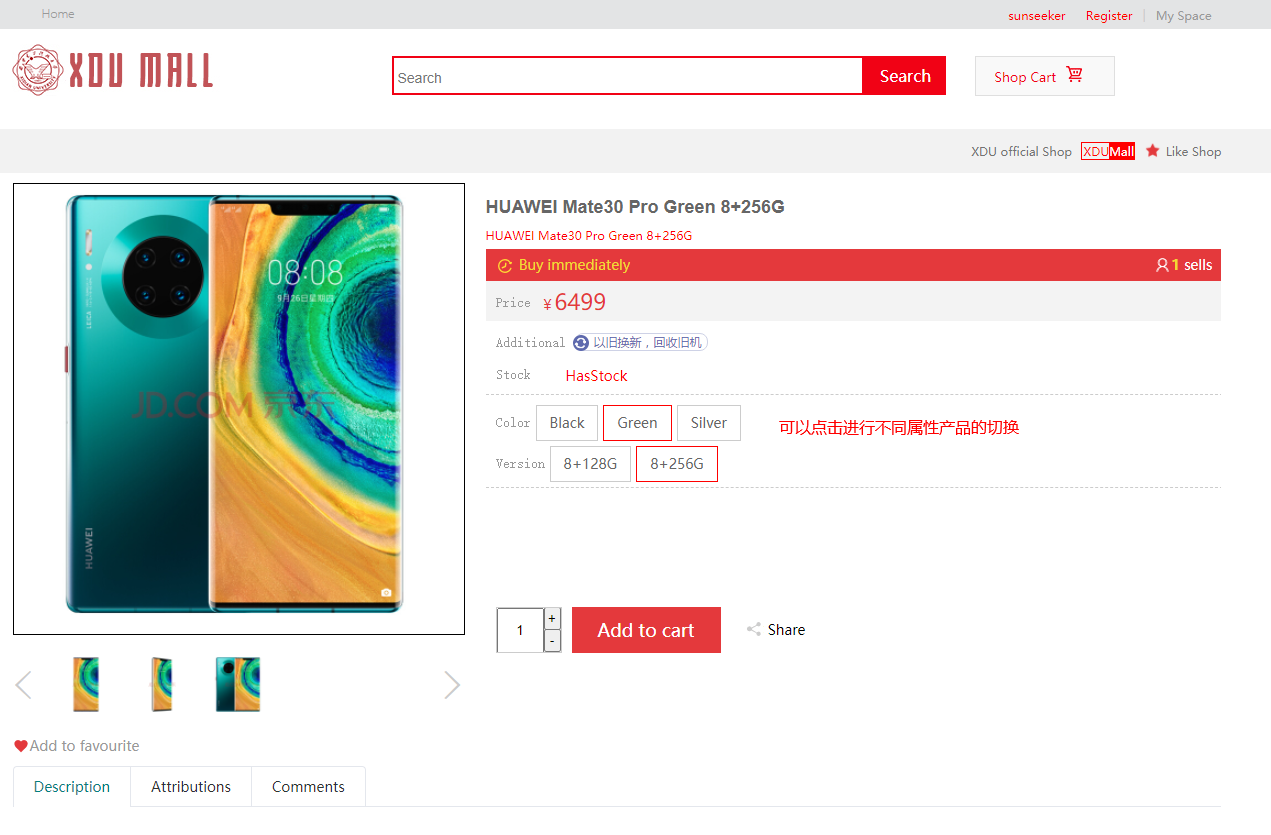 Home
sunseeker Register My Space
XDU MALL
Search Search
Shop Cart
XDU official Shop XDUMall Like Shop
HUAWEI Mate30 Pro Green 8+256G
HUAWEI Mate30 Pro Green 8+256G
Buy immediately 1 sells
Price ¥6499
Additional 以旧换新，回收旧机
Stock HasStock
Color Black Green Silver
可以点击进行不同属性产品的切换
Version 8+128G 8+256G
LEICA
08:08
9月26日星期四
JD.COM 京东
HUAWEI
1 + -
Add to cart
Share
Add to favourite
Description Attributions Comments